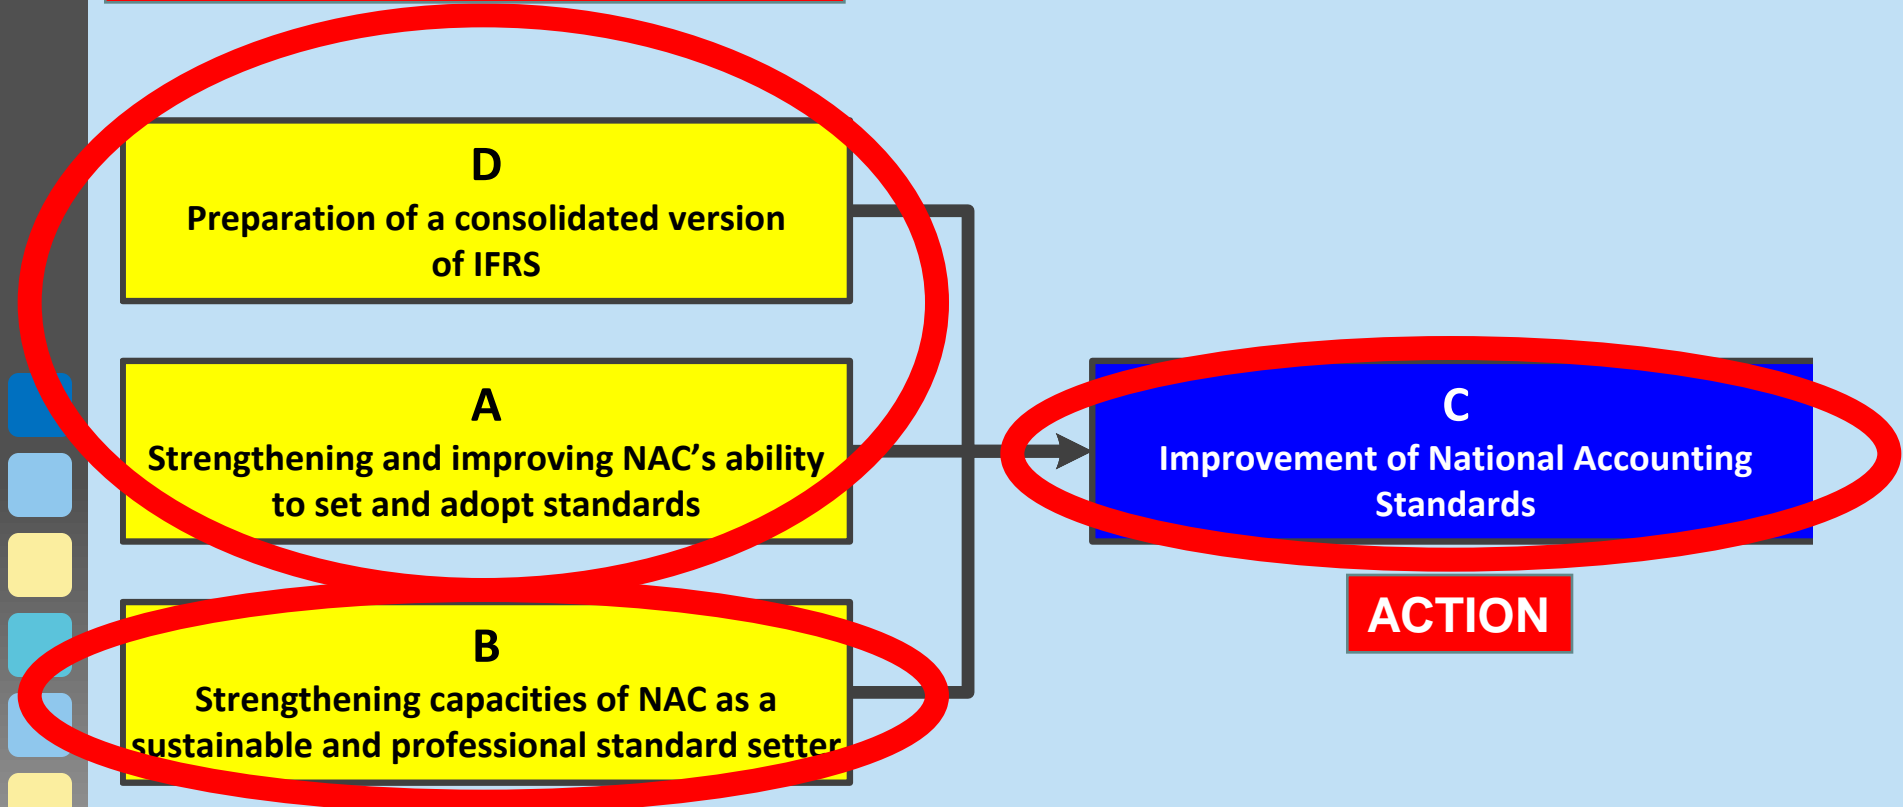 D
Preparation of a consolidated version
of IFRS
A
Strengthening and improving NAC’s ability
to set and adopt standards
B
Strengthening capacities of NAC as a
sustainable and professional standard setter
C
Improvement of National Accounting
Standards
ACTION